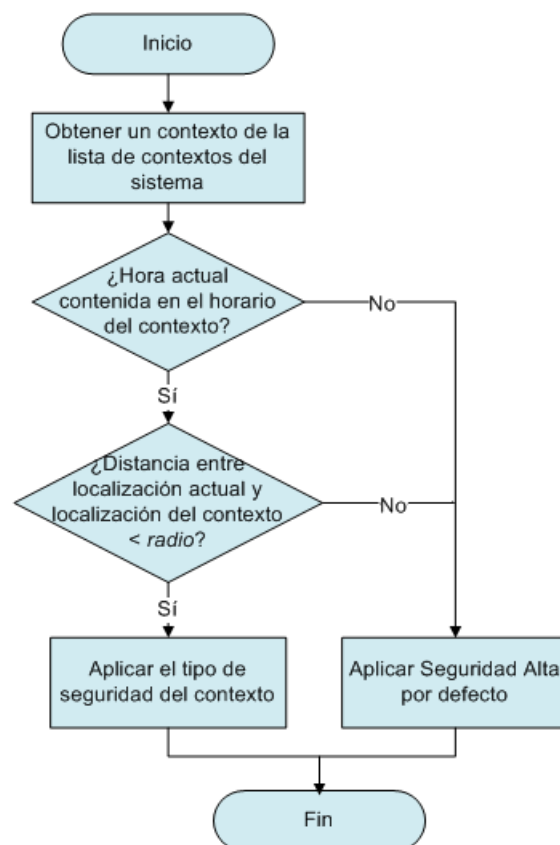 Inicio
Obtener un contexto de la
lista de contextos del
sistema
¿Hora actual
contenida en el horario
del contexto?
No
Sí
¿Distancia entre
localización actual y
localización del contexto
< radio?
No
Sí
Aplicar el tipo de
seguridad del contexto
Aplicar Seguridad Alta
por defecto
Fin